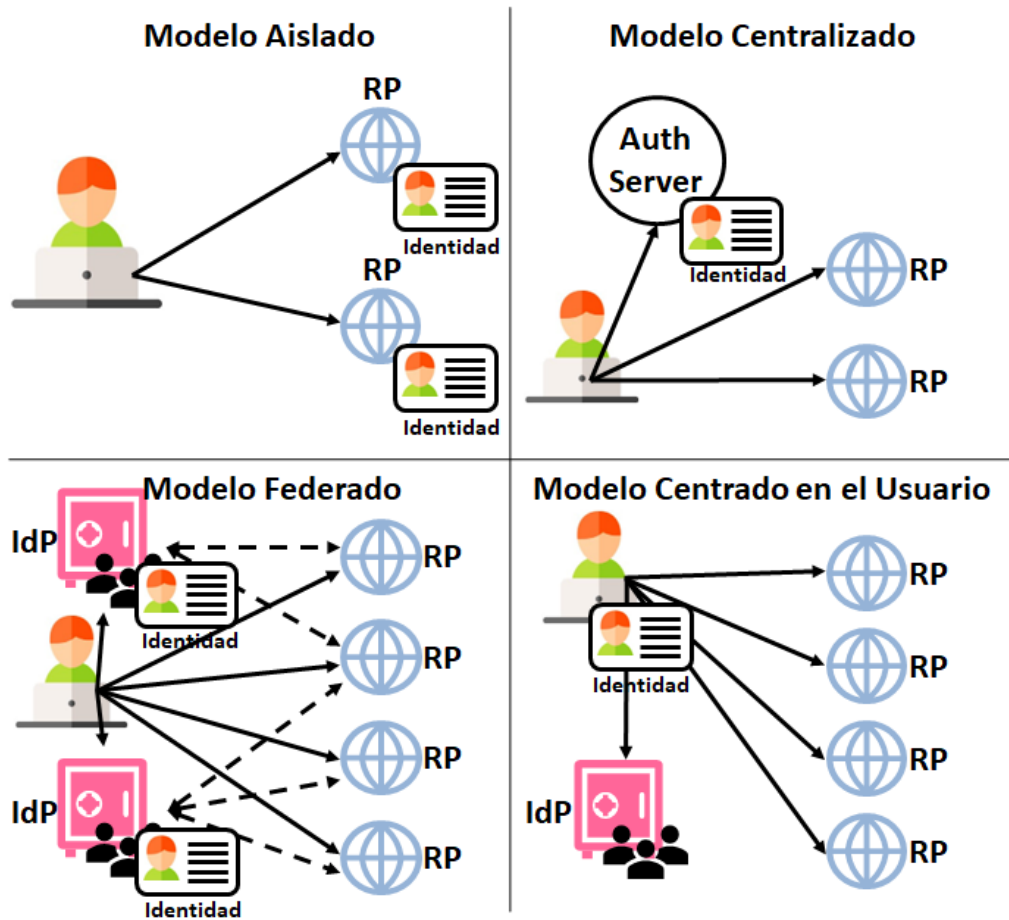 Modelo Aislado
RP
Identidad
RP
Identidad
Modelo Centralizado
Auth
Server
Identidad
RP
RP
Modelo Federado
IdP
Identidad
RP
RP
RP
IdP
RP
Identidad
Modelo Centrado en el Usuario
RP
RP
Identidad
RP
IdP
RP